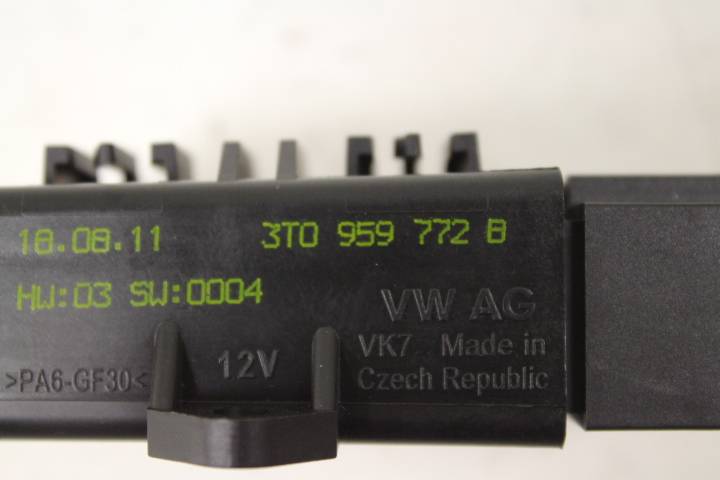 18.08.11 3T0 959 772 B
HW:03 SW:0004
VW AG
VK7 Made in
>PA6-GF30< 12V Czech Republic